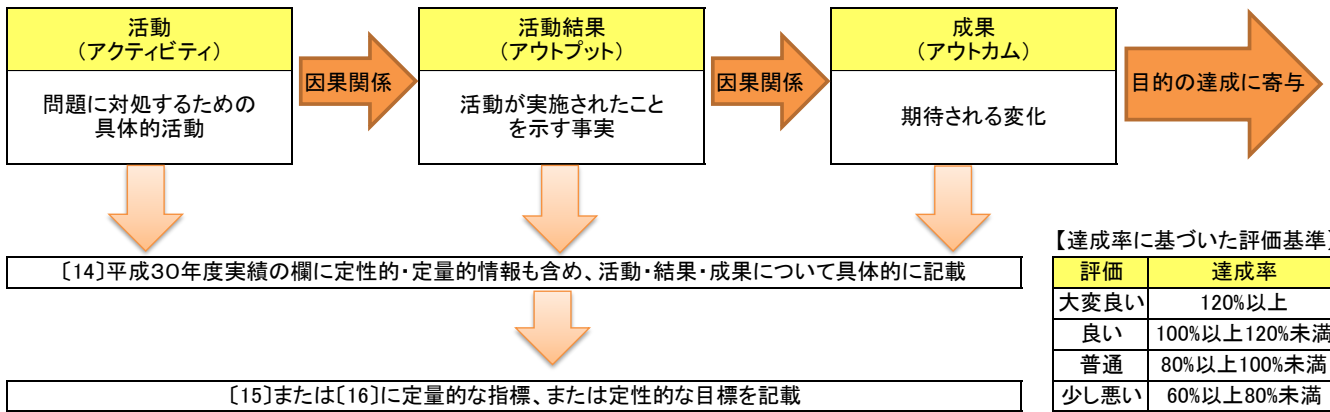 活動
（アクティビティ）
問題に対処するための
具体的活動
因果関係
活動結果
（アウトプット）
活動が実施されたこと
を示す事実
因果関係
成果
（アウトカム）
期待される変化
目的の達成に寄与
〔14〕平成30年度実績の欄に定性的・定量的情報も含め、活動・結果・成果について具体的に記載
〔15〕または〔16〕に定量的な指標、または定性的な目標を記載
【達成率に基づいた評価基準】
評価 達成率
大変良い 120%以上
良い 100%以上120%未満
普通 80%以上100%未満
少し悪い 60%以上80%未満